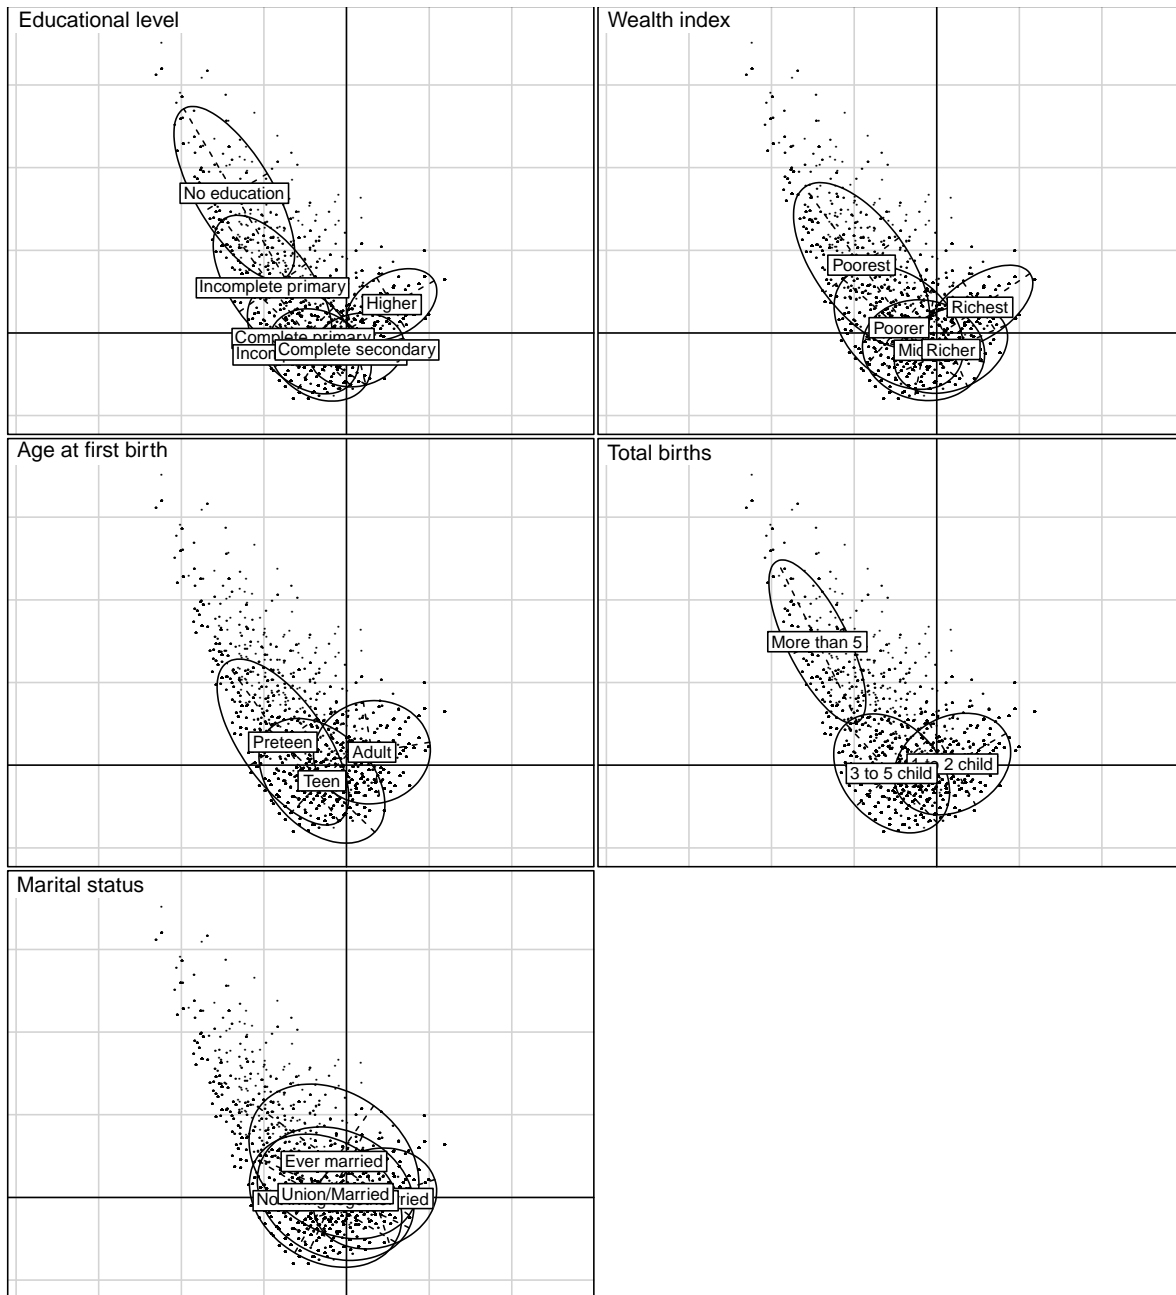 Educational level
No education
Incomplete primary
Higher
Complete primary
Complete secondary
Wealth index
Poorest
Richest
Poorer
Richer
Age at first birth
Preteen
Adult
Teen
Total births
More than 5
2 child
3 to 5 child
Marital status
Ever married
Union/Married